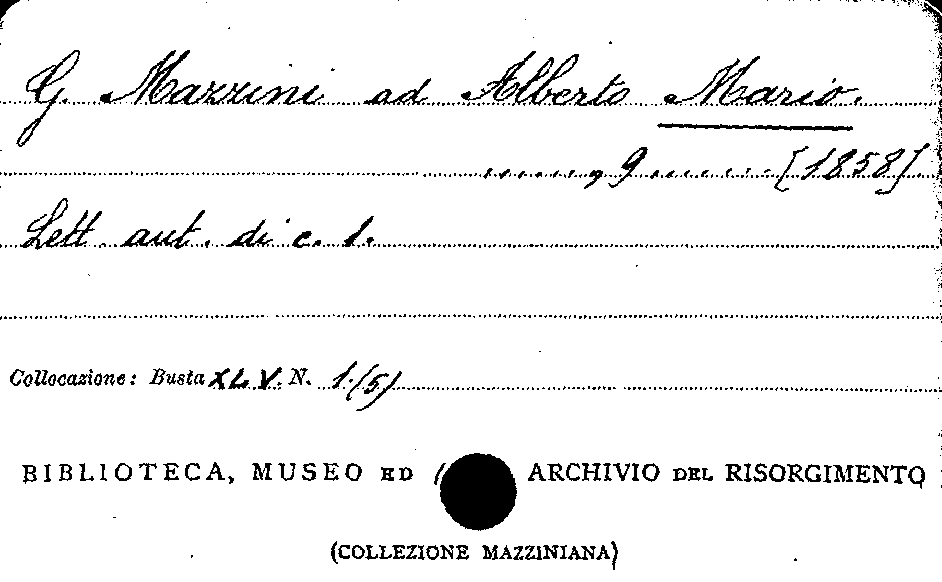 G. Mazzini ad Alberto Mario.
......, 9 ........ [1858]
Lett. aut. di c. 1.
Collocazione: Busta XLV. N. 1.(5)
BIBLIOTECA, MUSEO ED ARCHIVIO DEL RISORGIMENTO
(COLLEZIONE MAZZINIANA)